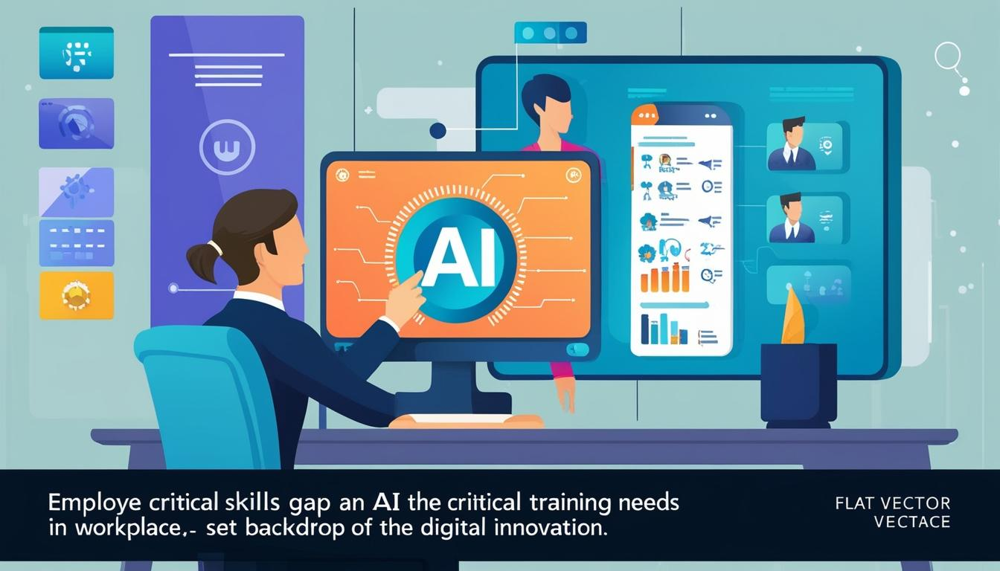 AI
Employe critical skills gap an AI the critical training needs
in workplace,.- set backdrop of the digital innovation.
FLAT VECTOR
VECTACE